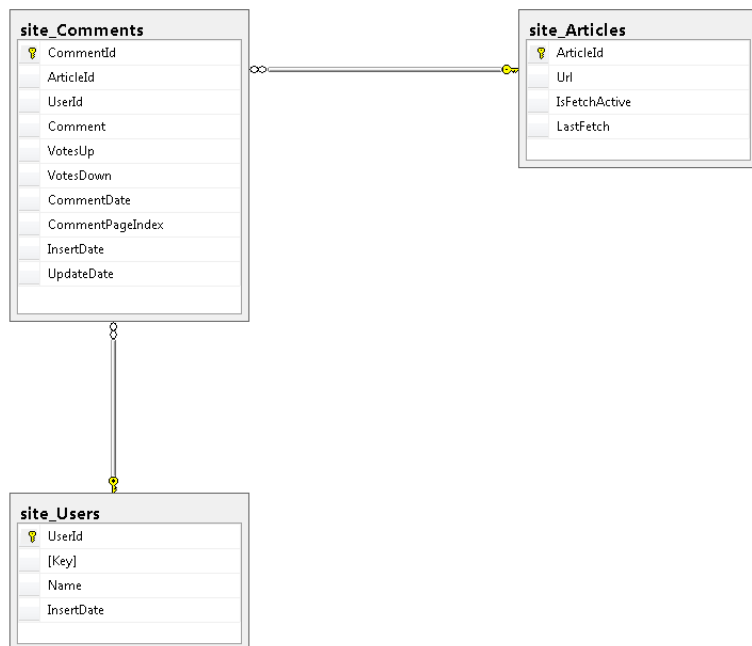 site_Comments
CommentId
ArticleId
UserId
Comment
VotesUp
VotesDown
CommentDate
CommentPageIndex
InsertDate
UpdateDate
site_Articles
ArticleId
Url
IsFetchActive
LastFetch
site_Users
UserId
[Key]
Name
InsertDate